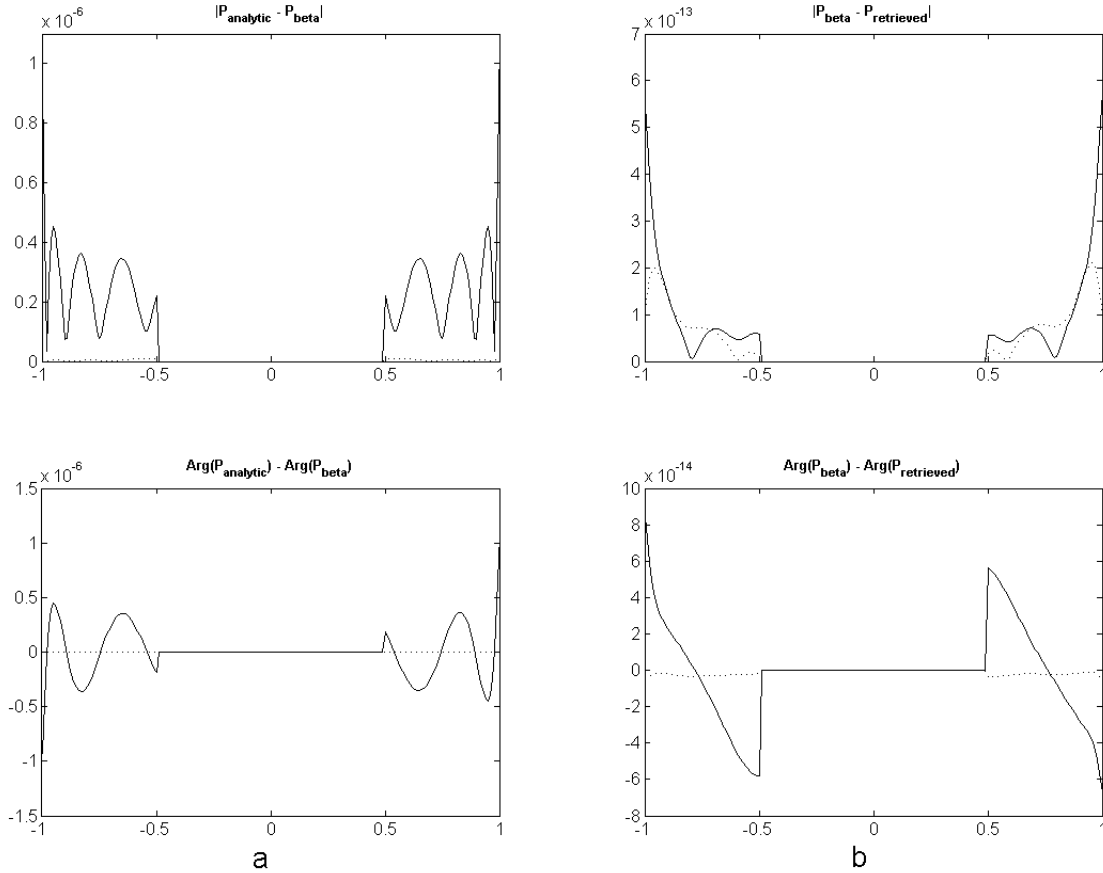 x 10^-6
|P_analytic - P_beta|
1
0.8
0.6
0.4
0.2
0
-1 -0.5 0 0.5 1
x 10^-13
|P_beta - P_retrieved|
7
6
5
4
3
2
1
0
-1 -0.5 0 0.5 1
x 10^-6
Arg(P_analytic) - Arg(P_beta)
1.5
1
0.5
0
-0.5
-1
-1.5
-1 -0.5 0 0.5 1
a
x 10^-14
Arg(P_beta) - Arg(P_retrieved)
10
8
6
4
2
0
-2
-4
-6
-8
-1 -0.5 0 0.5 1
b